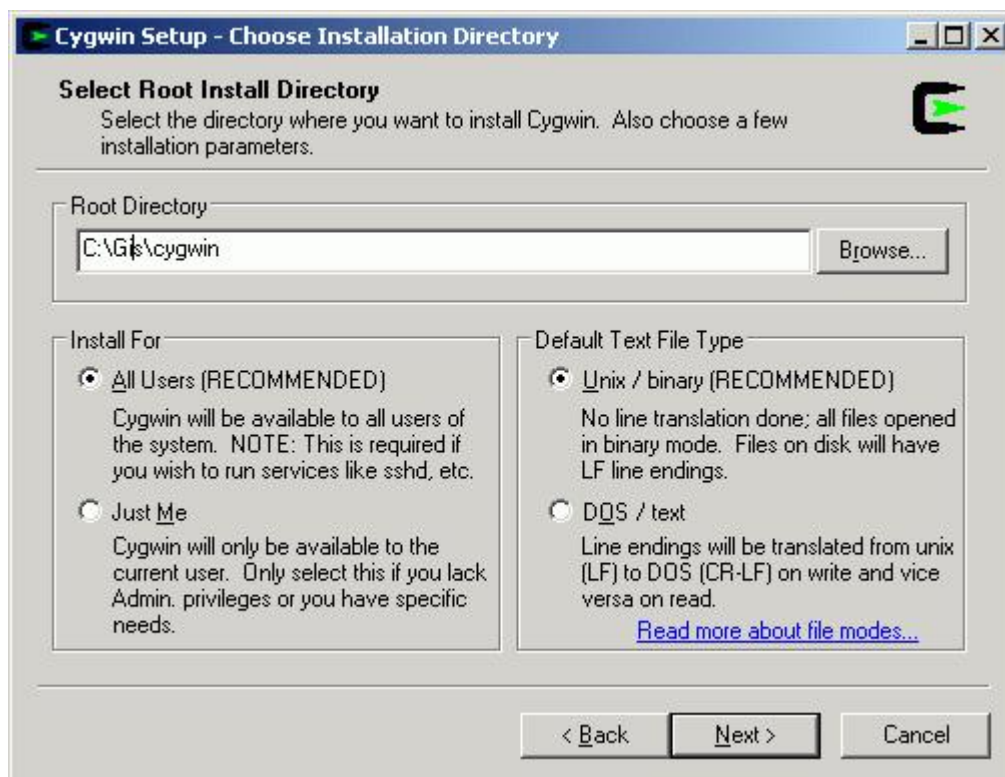 Cygwin Setup - Choose Installation Directory
Select Root Install Directory
Select the directory where you want to install Cygwin. Also choose a few
installation parameters.
Root Directory
C:\Gis\cygwin
Browse...
Install For
All Users (RECOMMENDED)
Cygwin will be available to all users of
the system. NOTE: This is required if
you wish to run services like sshd, etc.
Just Me
Cygwin will only be available to the
current user. Only select this if you lack
Admin. privileges or you have specific
needs.
Default Text File Type
Unix / binary (RECOMMENDED)
No line translation done; all files opened
in binary mode. Files on disk will have
LF line endings.
DOS / text
Line endings will be translated from unix
(LF) to DOS (CR-LF) on write and vice
versa on read.
Read more about file modes...
< Back
Next >
Cancel